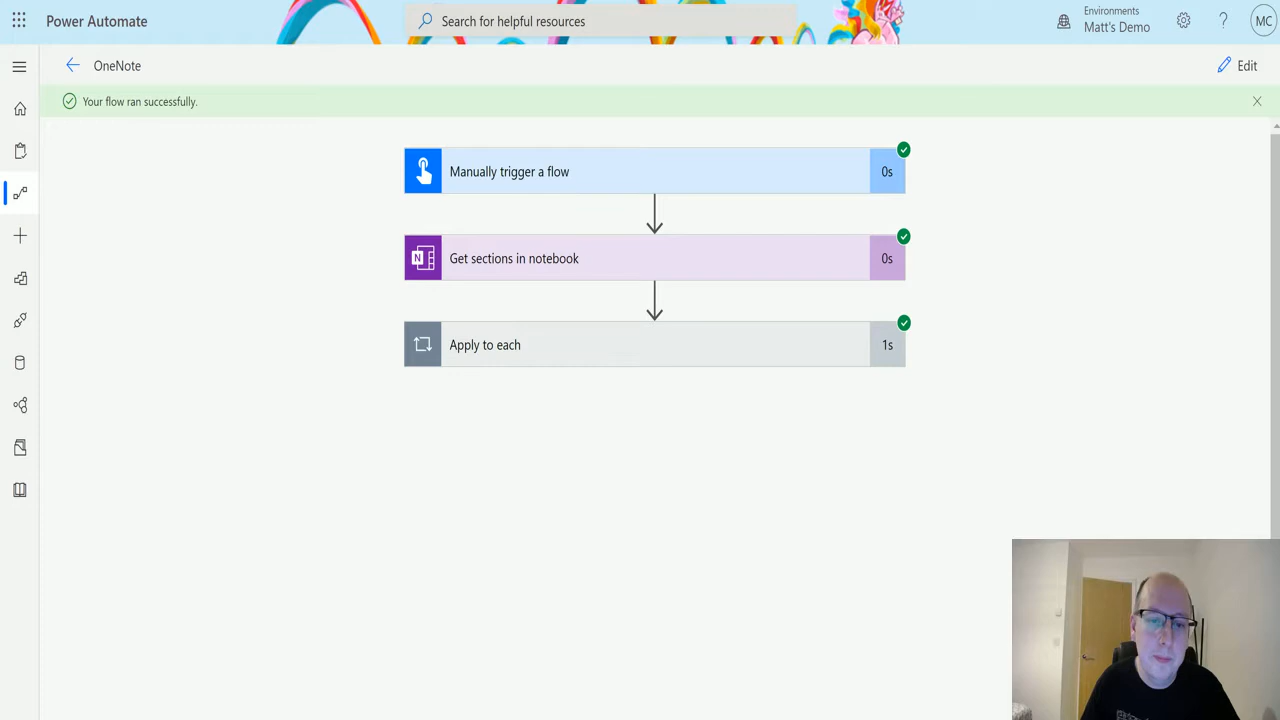 Power Automate
Search for helpful resources
Environments
Matt's Demo
MC
OneNote
Edit
Your flow ran successfully.
Manually trigger a flow
0s
Get sections in notebook
0s
Apply to each
1s